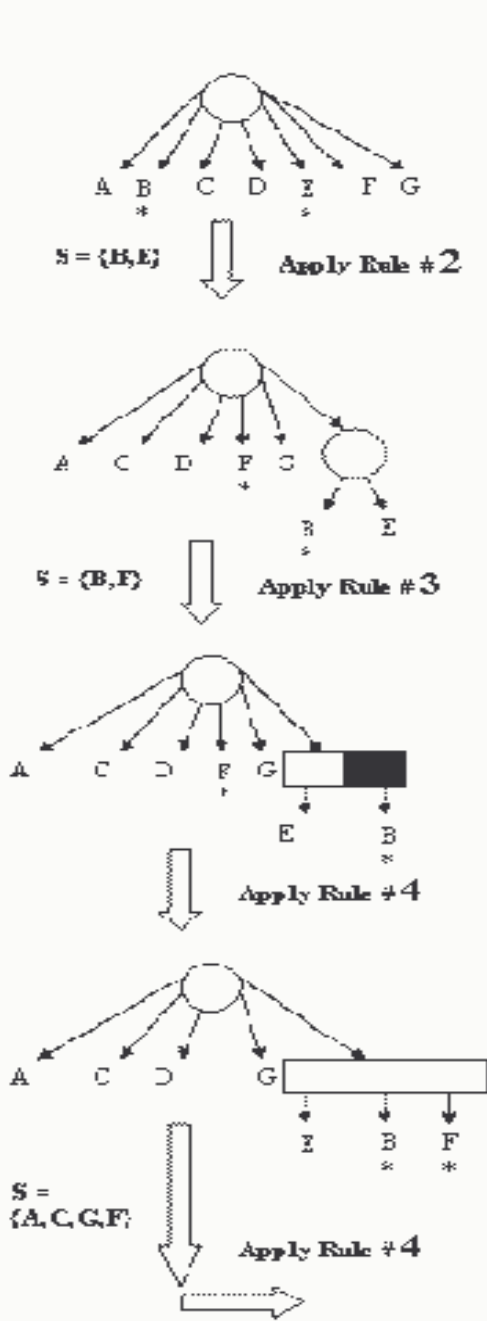 A B C D E F G
* *
S = {B,E} Apply Rule #2
A C D F G
*
B E
*
S = {B,F} Apply Rule #3
A C D F G
*
E B
*
Apply Rule #4
A C D G
E B F
* *
S =
{A,C,G,F}
Apply Rule #4